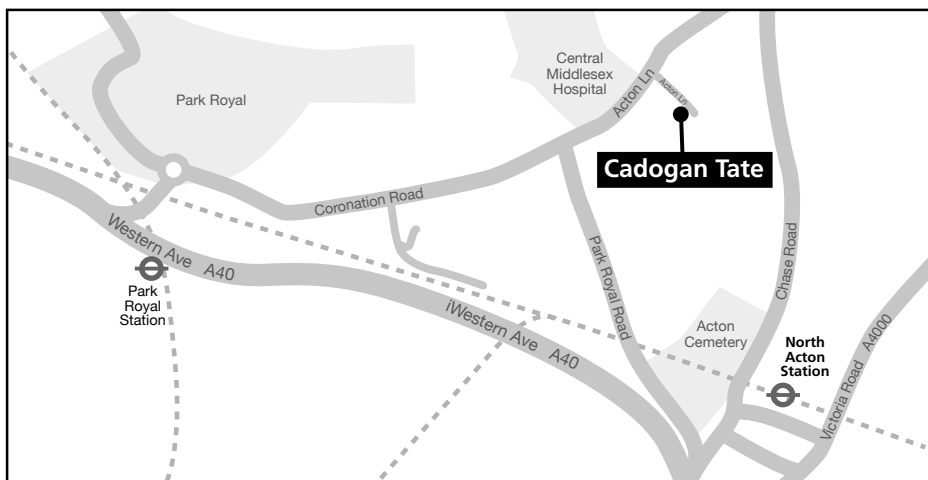 Park Royal
Central
Middlesex
Hospital
Acton Ln
Acton Ln
Cadogan Tate
Coronation Road
Western Ave A40
Park
Royal
Station
Park Royal Road
Chase Road
iWestern Ave A40
Acton
Cemetery
North
Acton
Station
Victoria Road A4000